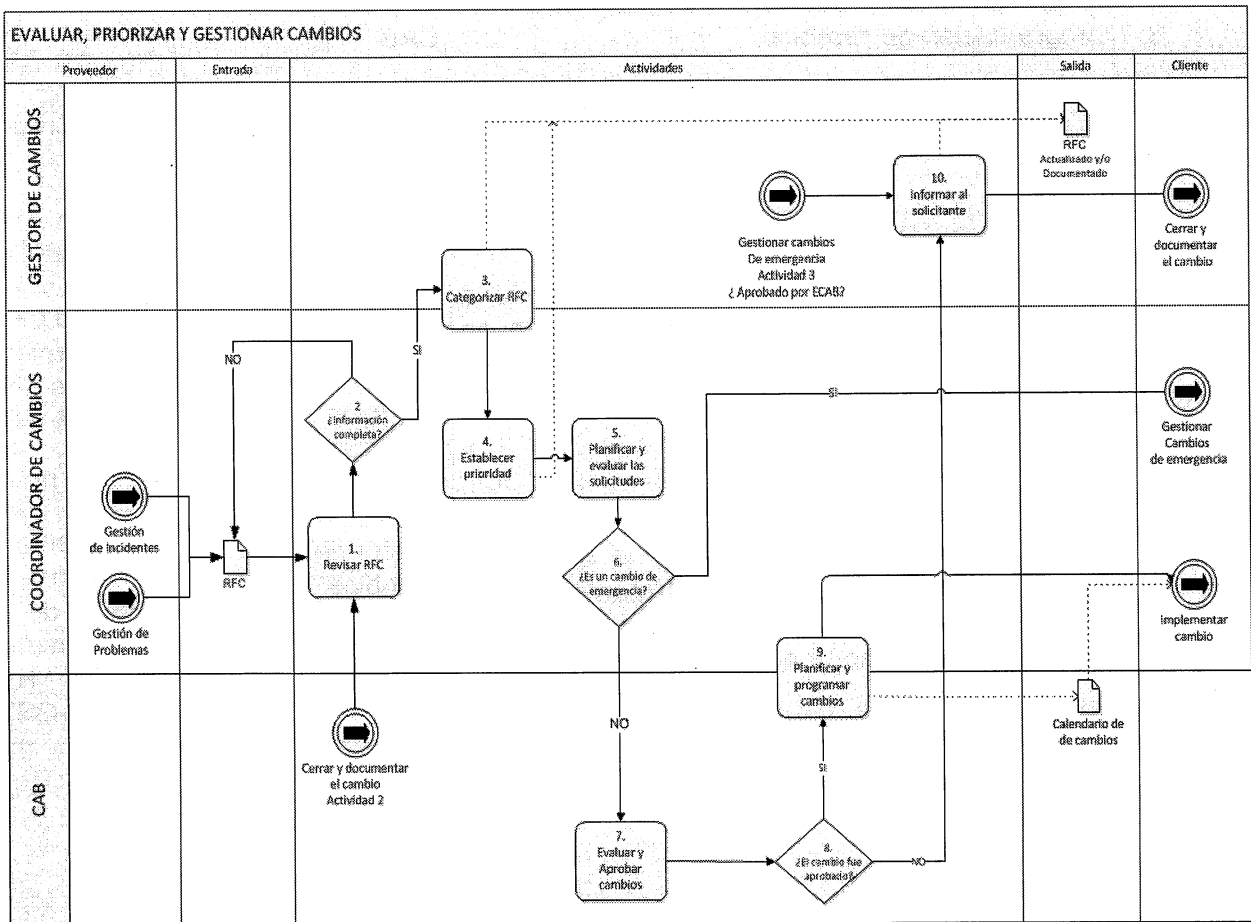 EVALUAR, PRIORIZAR Y GESTIONAR CAMBIOS
Proveedor
Entrada
Actividades
Salida
Cliente
GESTOR DE CAMBIOS
RFC
Actualizado y/o
Documentado
10.
Informar al
solicitante
Gestionar cambios
De emergencia
Actividad 3
¿ Aprobado por ECAB?
Cerrar y
documentar
el cambio
3.
Categorizar RFC
COORDINADOR DE CAMBIOS
NO
SI
2
¿Información
completa?
4.
Establecer
prioridad
5.
Planificar y
evaluar las
solicitudes
SI
Gestionar
Cambios
de emergencia
Gestión
de Incidentes
RFC
1.
Revisar RFC
6.
¿Es un cambio de
emergencia?
Gestión de
Problemas
Implementar
cambio
9.
Planificar y
programar
cambios
CAB
NO
Calendario de
de cambios
Cerrar y documentar
el cambio
Actividad 2
SI
7.
Evaluar y
Aprobar
cambios
8.
¿El cambio fue
aprobado?
NO